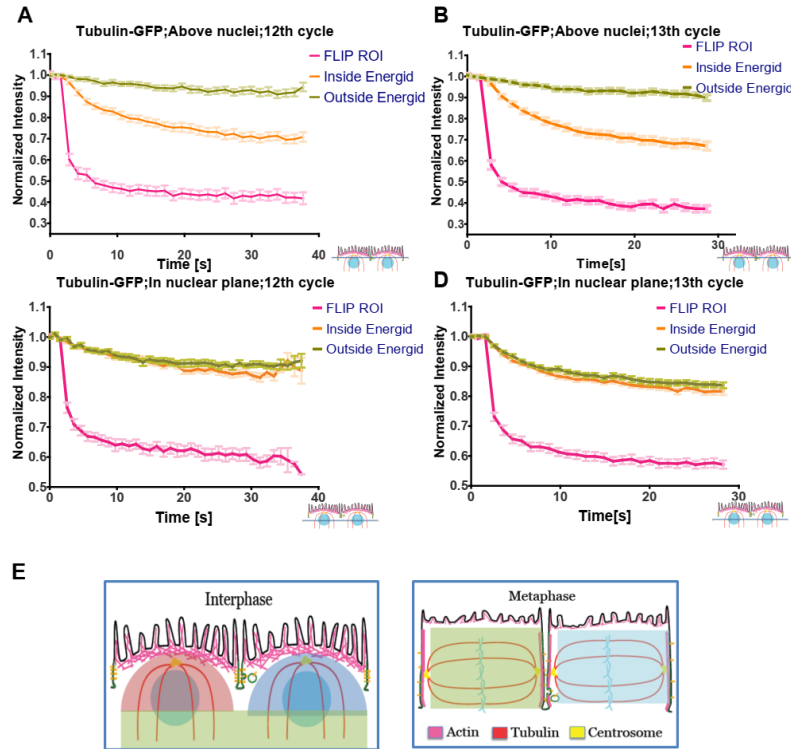 A
Tubulin-GFP;Above nuclei;12th cycle
1.1
1.0
0.9
0.8
0.7
0.6
0.5
0.4
0.3
Normalized Intensity
0
10
20
30
40
Time [s]
FLIP ROI
Inside Energid
Outside Energid
B
Tubulin-GFP;Above nuclei;13th cycle
1.1
1.0
0.9
0.8
0.7
0.6
0.5
0.4
0.3
Normalized Intensity
0
10
20
30
Time[s]
FLIP ROI
Inside Energid
Outside Energid
Tubulin-GFP;In nuclear plane;12th cycle
1.1
1.0
0.9
0.8
0.7
0.6
0.5
Normalized Intensity
0
10
20
30
40
Time [s]
FLIP ROI
Inside Energid
Outside Energid
D
Tubulin-GFP;In nuclear plane;13th cycle
1.1
1.0
0.9
0.8
0.7
0.6
0.5
Normalized Intensity
0
10
20
30
Time[s]
FLIP ROI
Inside Energid
Outside Energid
E
Interphase
Metaphase
Actin
Tubulin
Centrosome